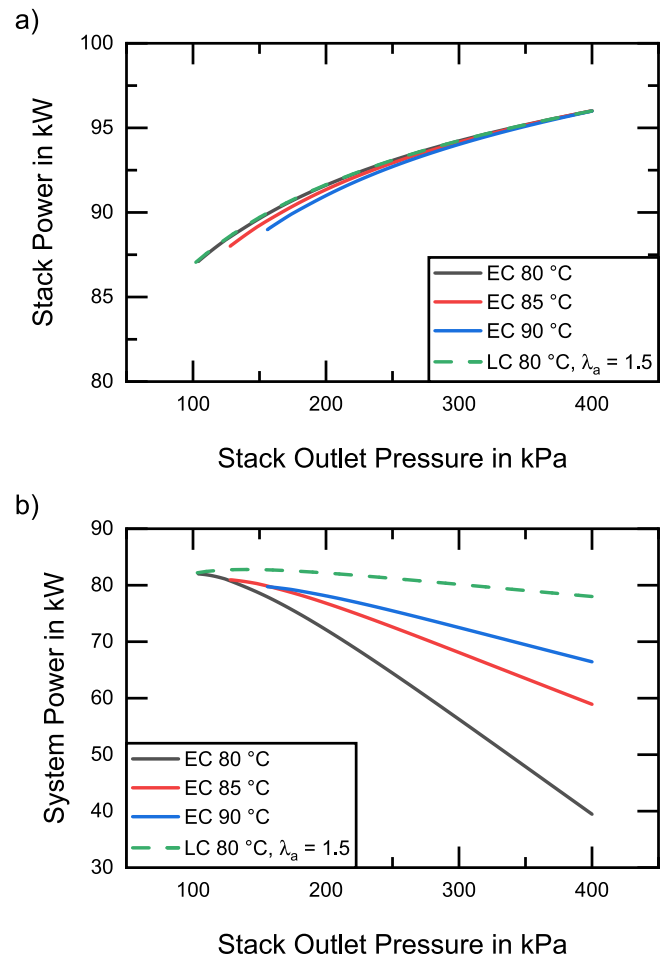 a)
100
95
90
85
80
Stack Power in kW
EC 80 °C
EC 85 °C
EC 90 °C
LC 80 °C, λa = 1.5
100 200 300 400
Stack Outlet Pressure in kPa
b)
90
80
70
60
50
40
30
System Power in kW
EC 80 °C
EC 85 °C
EC 90 °C
LC 80 °C, λa = 1.5
100 200 300 400
Stack Outlet Pressure in kPa